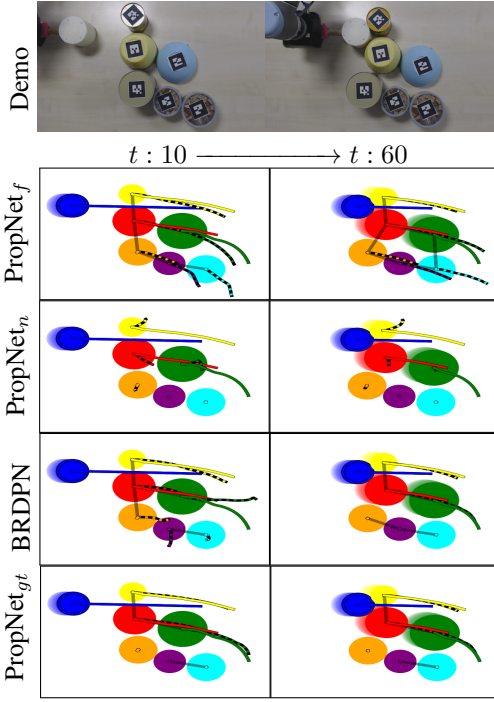 Demo
t : 10 ⟶ t : 60
PropNet_f
PropNet_n
BRDPN
PropNet_gt